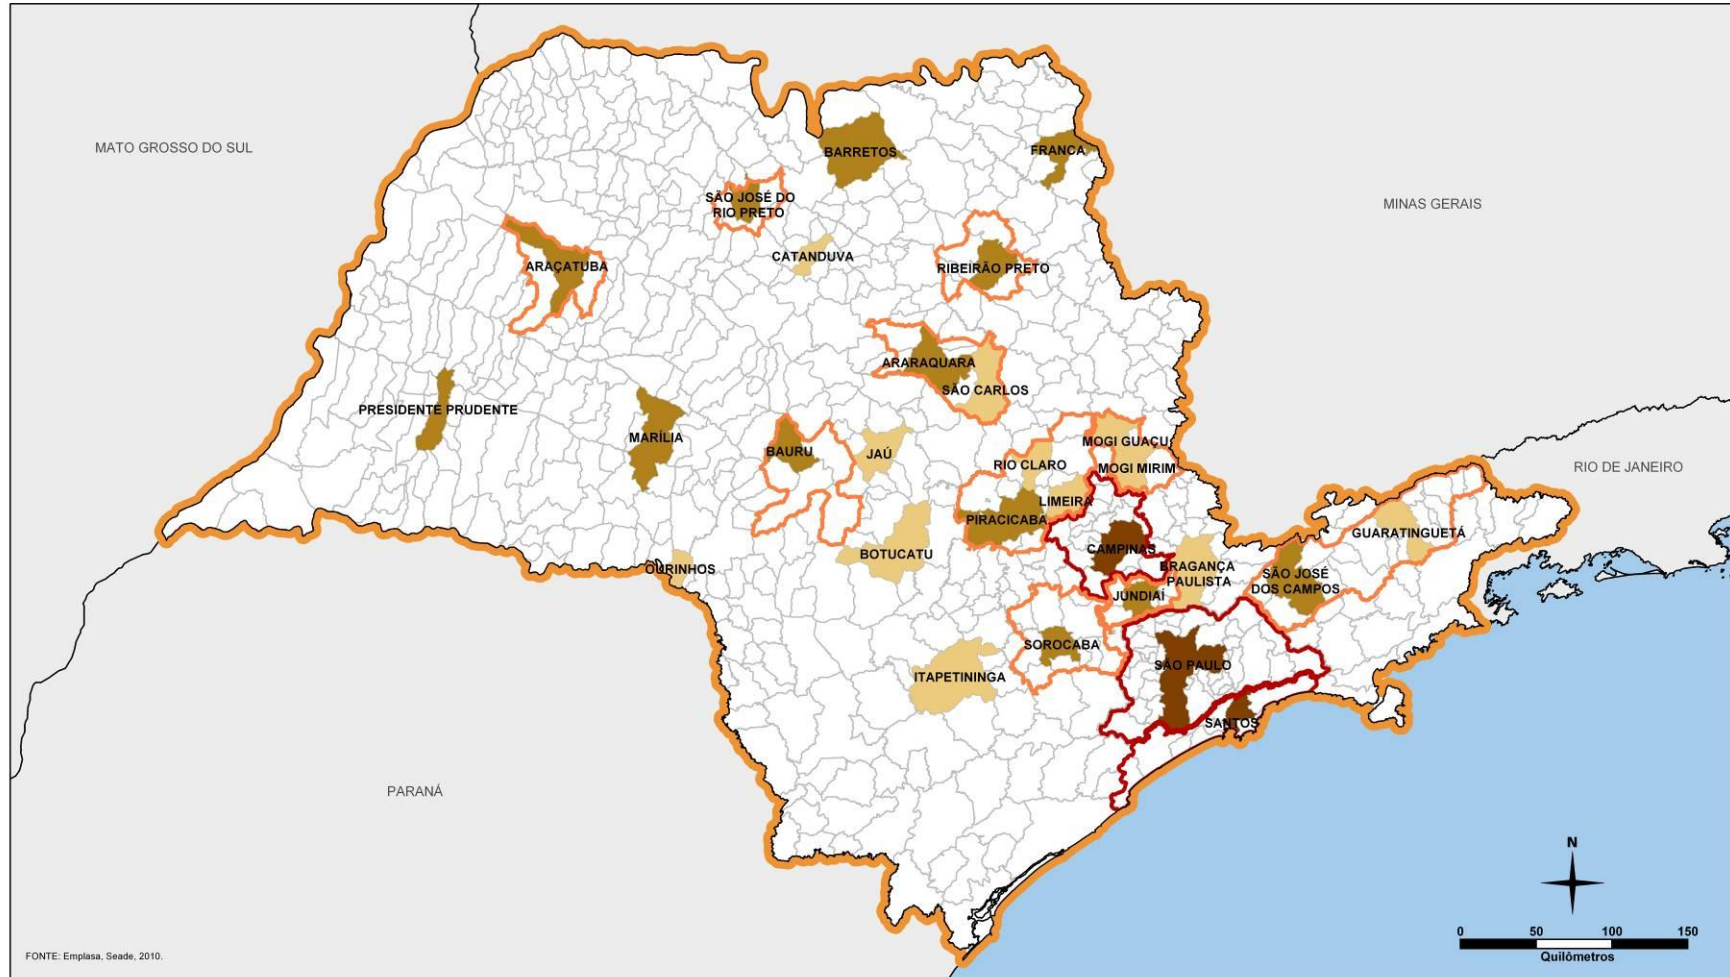 MATO GROSSO DO SUL
BARRETOS
FRANCA
SÃO JOSÉ DO
RIO PRETO
MINAS GERAIS
CATANDUVA
ARAÇATUBA
RIBEIRÃO PRETO
ARARAQUARA
SÃO CARLOS
PRESIDENTE PRUDENTE
MARÍLIA
BAURU
JAÚ
MOGI GUAÇU
RIO CLARO
MOGI MIRIM
RIO DE JANEIRO
LIMEIRA
PIRACICABA
GUARATINGUETÁ
CAMPINAS
BOTUCATU
OURINHOS
BRAGANÇA
PAULISTA
SÃO JOSÉ
DOS CAMPOS
JUNDIAÍ
SOROCABA
SÃO PAULO
ITAPETININGA
SANTOS
PARANÁ
N
0 50 100 150
Quilômetros
FONTE: Emplasa, Seade, 2010.